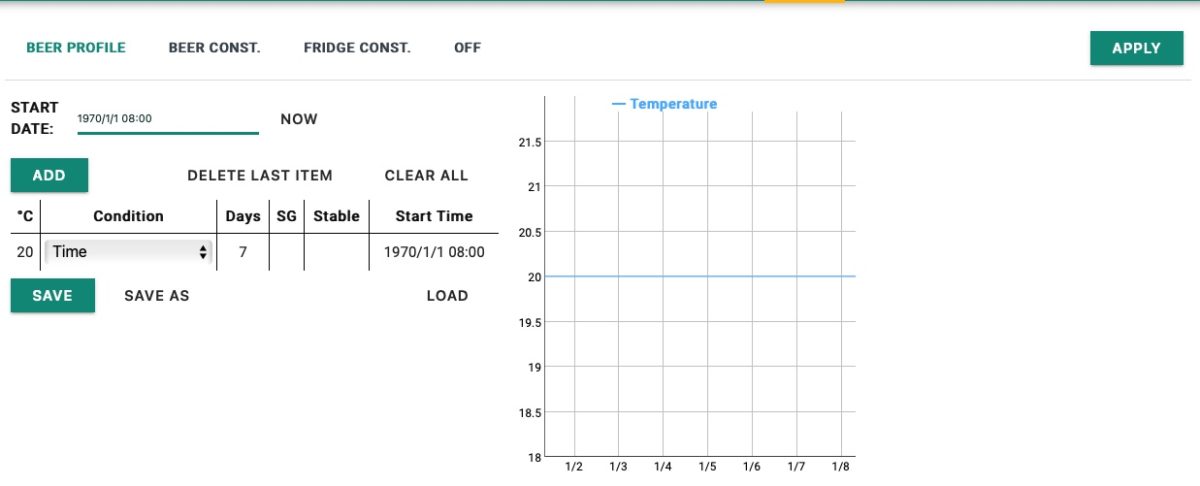 BEER PROFILE BEER CONST. FRIDGE CONST. OFF APPLY
START
DATE: 1970/1/1 08:00 NOW
ADD DELETE LAST ITEM CLEAR ALL
°C Condition Days SG Stable Start Time
20 Time 7 1970/1/1 08:00
SAVE SAVE AS LOAD
Temperature
21.5
21
20.5
20
19.5
19
18.5
18
1/2 1/3 1/4 1/5 1/6 1/7 1/8